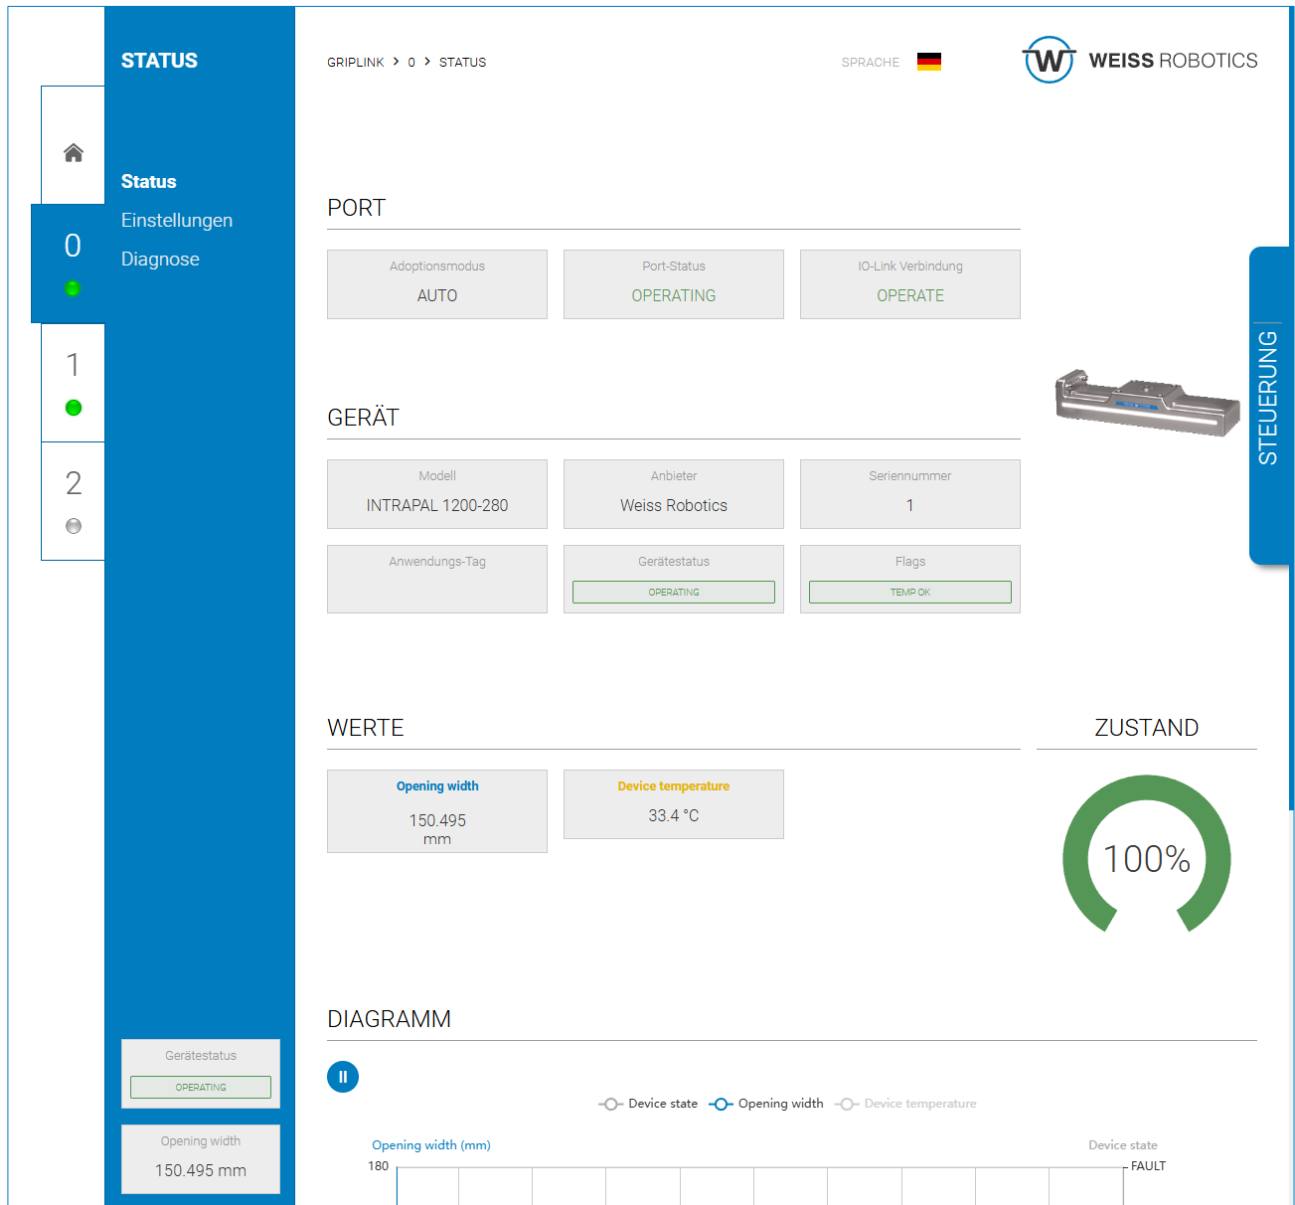 STATUS
GRIPLINK > 0 > STATUS
SPRACHE
WEISS ROBOTICS
Status
Einstellungen
Diagnose
0
1
2
PORT
Adoptionsmodus
AUTO
Port-Status
OPERATING
IO-Link Verbindung
OPERATE
STEUERUNG
GERÄT
Modell
INTRAPAL 1200-280
Anbieter
Weiss Robotics
Seriennummer
1
Anwendungs-Tag
Gerätestatus
OPERATING
Flags
TEMP OK
WERTE
Opening width
150.495
mm
Device temperature
33.4 °C
ZUSTAND
100%
DIAGRAMM
Device state
Opening width
Device temperature
Opening width (mm)
Device state
180
FAULT
Gerätestatus
OPERATING
Opening width
150.495 mm